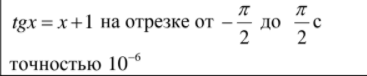 tgx = x+1 на отрезке от −π/2 до π/2 с
точностью 10⁻⁶